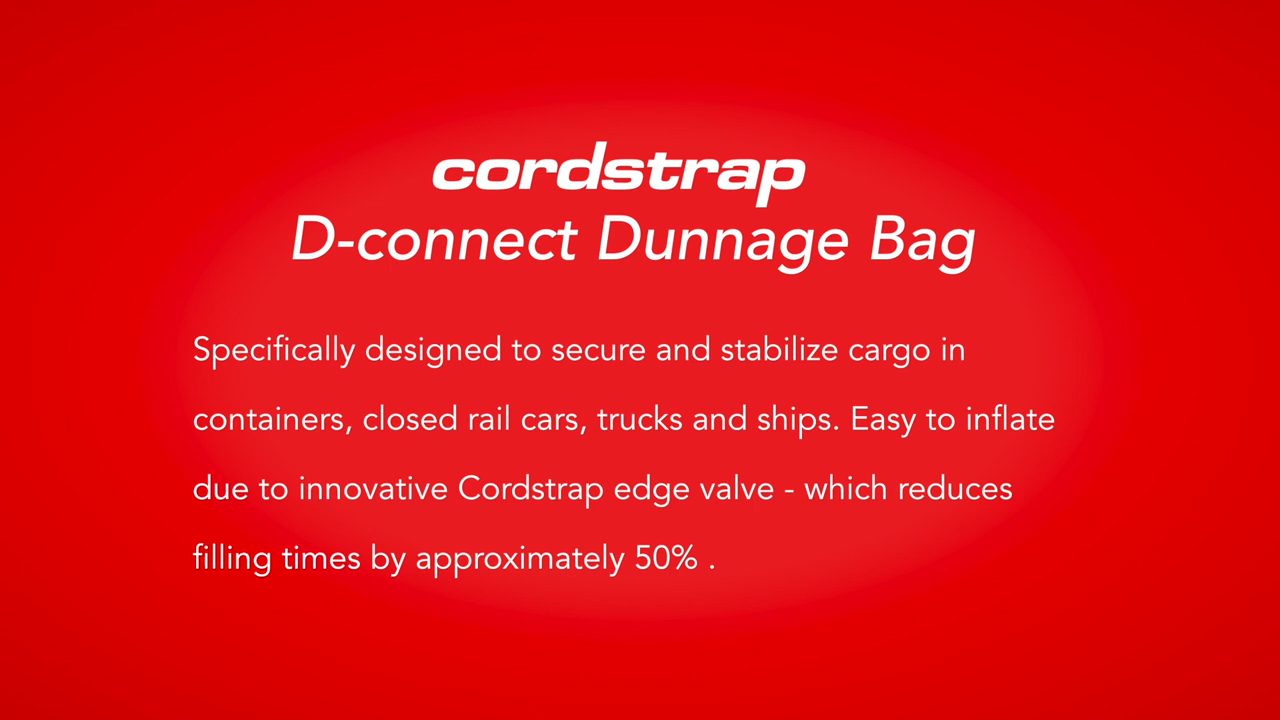 cordstrap
D-connect Dunnage Bag
Specifically designed to secure and stabilize cargo in
containers, closed rail cars, trucks and ships. Easy to inflate
due to innovative Cordstrap edge valve - which reduces
filling times by approximately 50% .